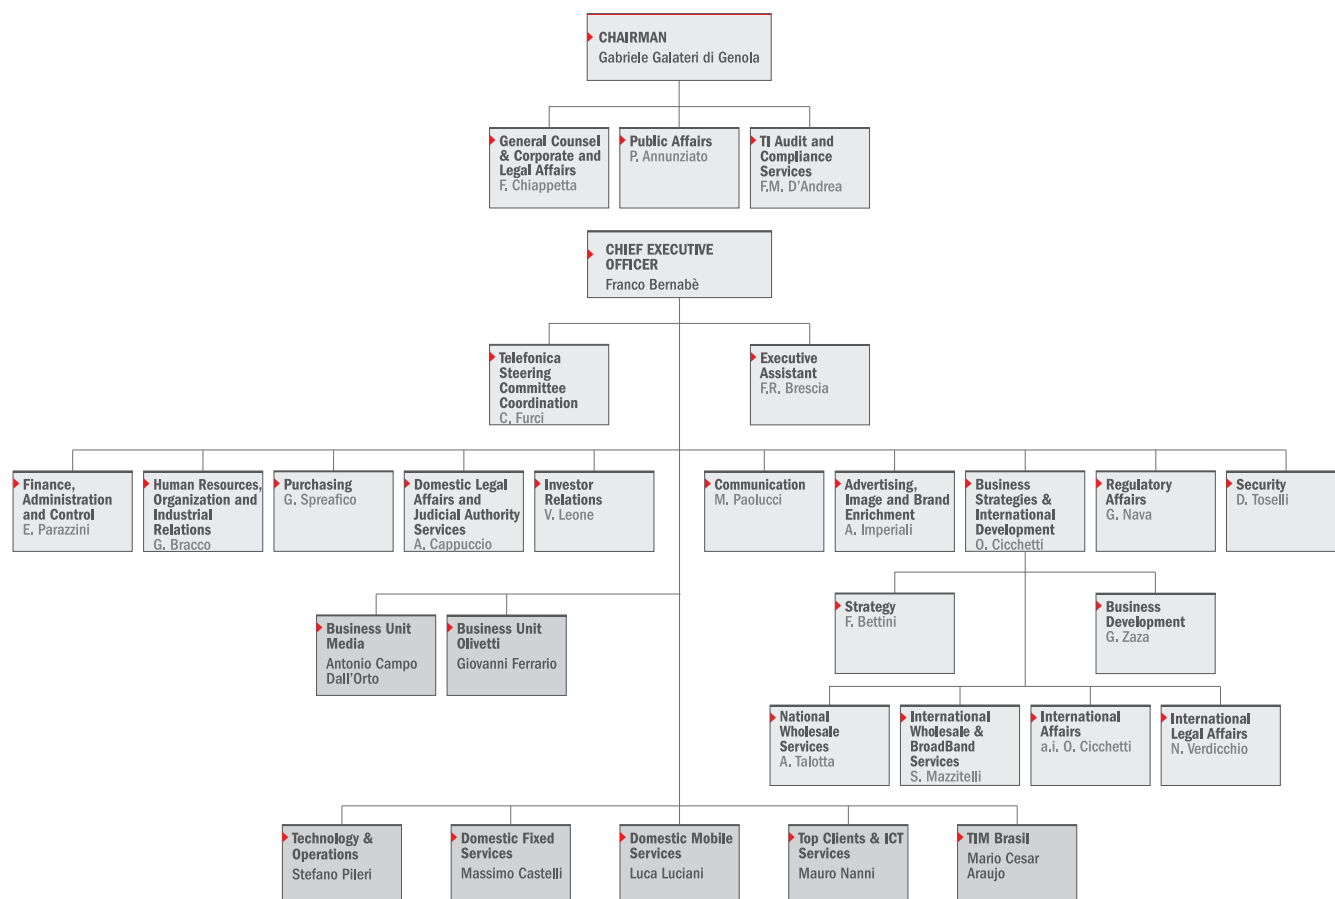 CHAIRMAN
Gabriele Galateri di Genola
General Counsel
& Corporate and
Legal Affairs
F. Chiappetta
Public Affairs
P. Annunziato
TI Audit and
Compliance
Services
F.M. D'Andrea
CHIEF EXECUTIVE
OFFICER
Franco Bernabè
Telefonica
Steering
Committee
Coordination
C. Furci
Executive
Assistant
F.R. Brescia
Finance,
Administration
and Control
E. Parazzini
Human Resources,
Organization and
Industrial
Relations
G. Bracco
Purchasing
G. Spreafico
Domestic Legal
Affairs and
Judicial Authority
Services
A. Cappuccio
Investor
Relations
V. Leone
Communication
M. Paolucci
Advertising,
Image and Brand
Enrichment
A. Imperiali
Business
Strategies &
International
Development
O. Cicchetti
Regulatory
Affairs
G. Nava
Security
D. Toselli
Strategy
F. Bettini
Business
Development
G. Zaza
Business Unit
Media
Antonio Campo
Dall'Orto
Business Unit
Olivetti
Giovanni Ferrario
National
Wholesale
Services
A. Talotta
International
Wholesale &
BroadBand
Services
S. Mazzitelli
International
Affairs
a.i. O. Cicchetti
International
Legal Affairs
N. Verdicchio
Technology &
Operations
Stefano Pileri
Domestic Fixed
Services
Massimo Castelli
Domestic Mobile
Services
Luca Luciani
Top Clients & ICT
Services
Mauro Nanni
TIM Brasil
Mario Cesar
Araujo